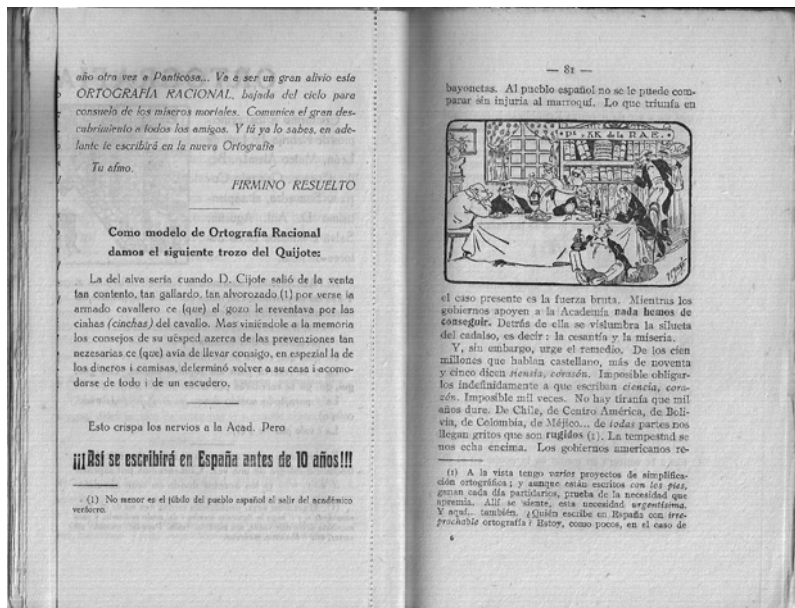 año otra vez a Panticosa... Va a ser un gran alivio esta
ORTOGRAFÍA RACIONAL, bajada del cielo para
consuelo de los míseros mortales. Comunica el gran des-
cubrimiento a todos los amigos. Y tú ya lo sabes, en ade-
lante te escribirá en la nueva Ortografía
Tu afmo.
FIRMINO RESUELTO
Como modelo de Ortografía Racional
damos el siguiente trozo del Quijote:
La del alva sería cuando D. Cijote salió de la venta
tan contento, tan gallardo, tan alvorozado (1) por verse ia
armado cavallero ce (que) el gozo le reventava por las
cinhas (cinchas) del cavallo. Mas viniéndole a la memoria
los consejos de su uésped azerca de las prevenziones tan
nezesarias ce (que) avía de llevar consigo, en espezial la de
los dineros i camisas, determinó volver a su casa i acomo-
darse de todo i de un escudero.
Esto crispa los nervios a la Acad. Pero
¡¡¡Así se escribirá en España antes de 10 años!!!
(1) No menor es el júbilo del pueblo español al salir del académico
verdocro.
— 81 —
bayonetas. Al pueblo español no se le puede com-
parar sin injuria al marroquí. Lo que triunfa en
de la R.A.E.
el caso presente es la fuerza bruta. Mientras los
gobiernos apoyen a la Academia nada hemos de
conseguir. Detrás de ella se vislumbra la silueta
del cadalso, es decir: la cesantía y la miseria.
Y, sin embargo, urge el remedio. De los cien
millones que hablan castellano, más de noventa
y cinco dicen siensia, corasón. Imposible obligar-
los indefinidamente a que escriban ciencia, cora-
zón. Imposible mil veces. No hay tiranía que mil
años dure. De Chile, de Centro América, de Boli-
via, de Colombia, de Méjico... de todas partes nos
llegan gritos que son rugidos (1). La tempestad se
nos echa encima. Los gobiernos americanos re-
(1) A la vista tengo varios proyectos de simplifica-
ción ortográfica; y aunque están escritos con los pies,
ganan cada día partidarios, prueba de la necesidad que
apremia. Allí se siente, esta necesidad urgentísima.
Y aquí... también. ¿Quién escribe en España con irre-
prochable ortografía? Estoy, como pocos, en el caso de
6